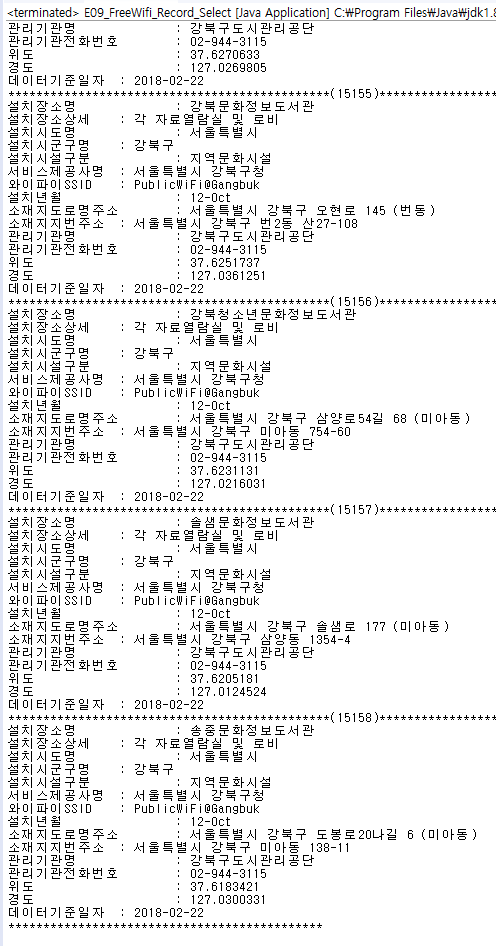 <terminated> E09_FreeWifi_Record_Select [Java Application] C:₩Program Files₩Java₩jdk1.8
관리기관명 : 강북구도시관리공단
관리기관전화번호 : 02-944-3115
위도 : 37.6270633
경도 : 127.0269805
데이터기준일자 : 2018-02-22
**********************************************(15155)*****************
설치장소명 : 강북문화정보도서관
설치장소상세 : 각 자료열람실 및 로비
설치시도명 : 서울특별시
설치시군구명 : 강북구
설치시설구분 : 지역문화시설
서비스제공사명 : 서울특별시 강북구청
와이파이SSID : PublicWiFi@Gangbuk
설치년월 : 12-Oct
소재지도로명주소 : 서울특별시 강북구 오현로 145 (번동)
소재지지번주소 : 서울특별시 강북구 번2동 산27-108
관리기관명 : 강북구도시관리공단
관리기관전화번호 : 02-944-3115
위도 : 37.6251737
경도 : 127.0361251
데이터기준일자 : 2018-02-22
**********************************************(15156)*****************
설치장소명 : 강북청소년문화정보도서관
설치장소상세 : 각 자료열람실 및 로비
설치시도명 : 서울특별시
설치시군구명 : 강북구
설치시설구분 : 지역문화시설
서비스제공사명 : 서울특별시 강북구청
와이파이SSID : PublicWiFi@Gangbuk
설치년월 : 12-Oct
소재지도로명주소 : 서울특별시 강북구 삼양로54길 68 (미아동)
소재지지번주소 : 서울특별시 강북구 미아동 754-60
관리기관명 : 강북구도시관리공단
관리기관전화번호 : 02-944-3115
위도 : 37.6231131
경도 : 127.0216031
데이터기준일자 : 2018-02-22
**********************************************(15157)*****************
설치장소명 : 솔샘문화정보도서관
설치장소상세 : 각 자료열람실 및 로비
설치시도명 : 서울특별시
설치시군구명 : 강북구
설치시설구분 : 지역문화시설
서비스제공사명 : 서울특별시 강북구청
와이파이SSID : PublicWiFi@Gangbuk
설치년월 : 12-Oct
소재지도로명주소 : 서울특별시 강북구 솔샘로 177 (미아동)
소재지지번주소 : 서울특별시 강북구 삼양동 1354-4
관리기관명 : 강북구도시관리공단
관리기관전화번호 : 02-944-3115
위도 : 37.6205181
경도 : 127.0124524
데이터기준일자 : 2018-02-22
**********************************************(15158)*****************
설치장소명 : 송중문화정보도서관
설치장소상세 : 각 자료열람실 및 로비
설치시도명 : 서울특별시
설치시군구명 : 강북구
설치시설구분 : 지역문화시설
서비스제공사명 : 서울특별시 강북구청
와이파이SSID : PublicWiFi@Gangbuk
설치년월 : 12-Oct
소재지도로명주소 : 서울특별시 강북구 도봉로20나길 6 (미아동)
소재지지번주소 : 서울특별시 강북구 미아동 138-11
관리기관명 : 강북구도시관리공단
관리기관전화번호 : 02-944-3115
위도 : 37.6183421
경도 : 127.0300331
데이터기준일자 : 2018-02-22
*********************************************